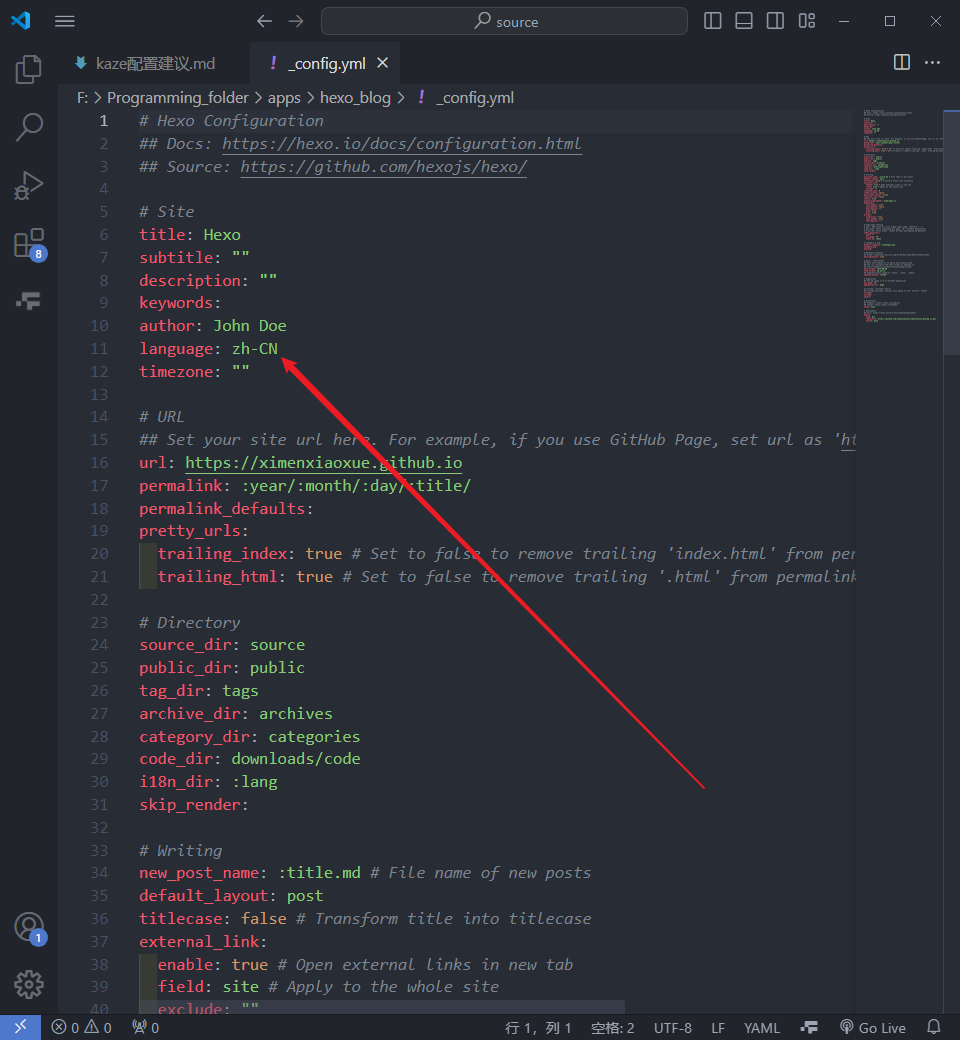 source
kaze配置建议.md
! _config.yml
F: > Programming_folder > apps > hexo_blog > ! _config.yml
1 # Hexo Configuration
2 ## Docs: https://hexo.io/docs/configuration.html
3 ## Source: https://github.com/hexojs/hexo/
4
5 # Site
6 title: Hexo
7 subtitle: ""
8 description: ""
9 keywords:
10 author: John Doe
11 language: zh-CN
12 timezone: ""
13
14 # URL
15 ## Set your site url here. For example, if you use GitHub Page, set url as 'ht
16 url: https://ximenxiaoxue.github.io
17 permalink: :year/:month/:day/:title/
18 permalink_defaults:
19 pretty_urls:
20 trailing_index: true # Set to false to remove trailing 'index.html' from per
21 trailing_html: true # Set to false to remove trailing '.html' from permalink
22
23 # Directory
24 source_dir: source
25 public_dir: public
26 tag_dir: tags
27 archive_dir: archives
28 category_dir: categories
29 code_dir: downloads/code
30 i18n_dir: :lang
31 skip_render:
32
33 # Writing
34 new_post_name: :title.md # File name of new posts
35 default_layout: post
36 titlecase: false # Transform title into titlecase
37 external_link:
38 enable: true # Open external links in new tab
39 field: site # Apply to the whole site
40 exclude: ""
8
1
0 0 0 行 1，列 1 空格: 2 UTF-8 LF YAML Go Live